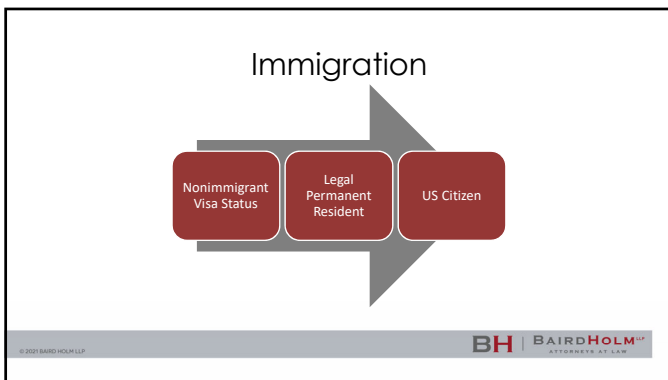 Immigration
Nonimmigrant
Visa Status
Legal
Permanent
Resident
US Citizen
© 2021 BAIRD HOLM LLP
BH | BAIRDHOLM LLP
ATTORNEYS AT LAW